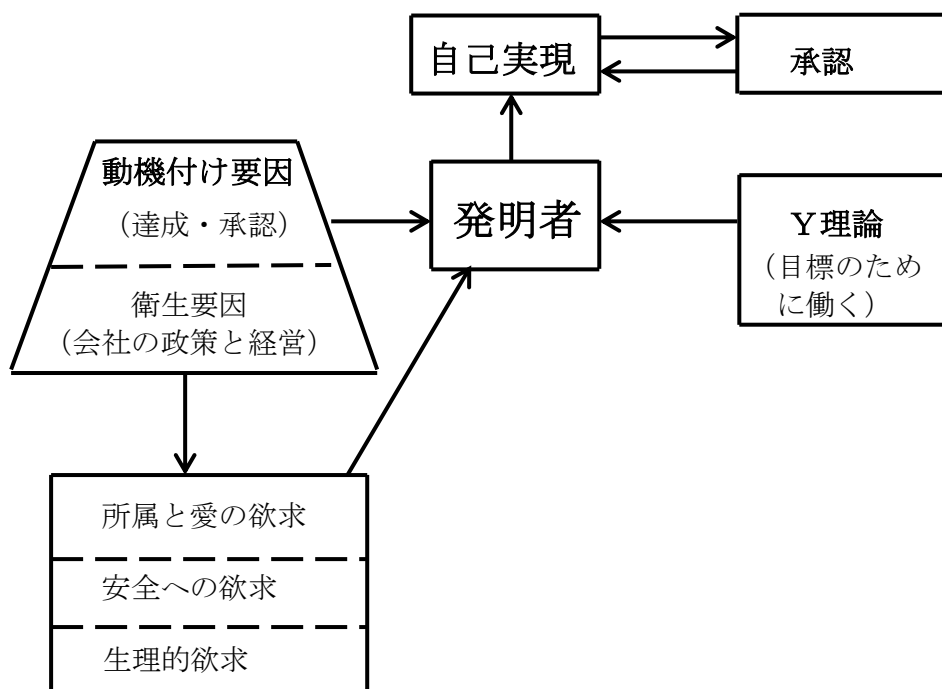 自己実現
承認
動機付け要因
（達成・承認）
発明者
Ｙ理論
（目標のため
に働く）
衛生要因
（会社の政策と経営）
所属と愛の欲求
安全への欲求
生理的欲求